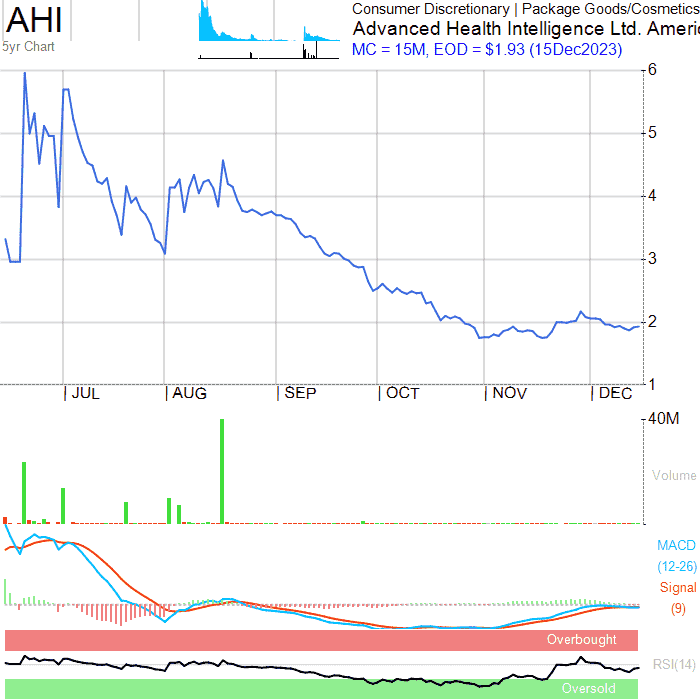 AHI
5yr Chart
Consumer Discretionary | Package Goods/Cosmetics
Advanced Health Intelligence Ltd. Americ
MC = 15M, EOD = $1.93 (15Dec2023)
6
5
4
3
2
1
| JUL | AUG | SEP | OCT | NOV | DEC
40M
Volume
MACD
(12-26)
Signal
(9)
Overbought
RSI(14)
Oversold